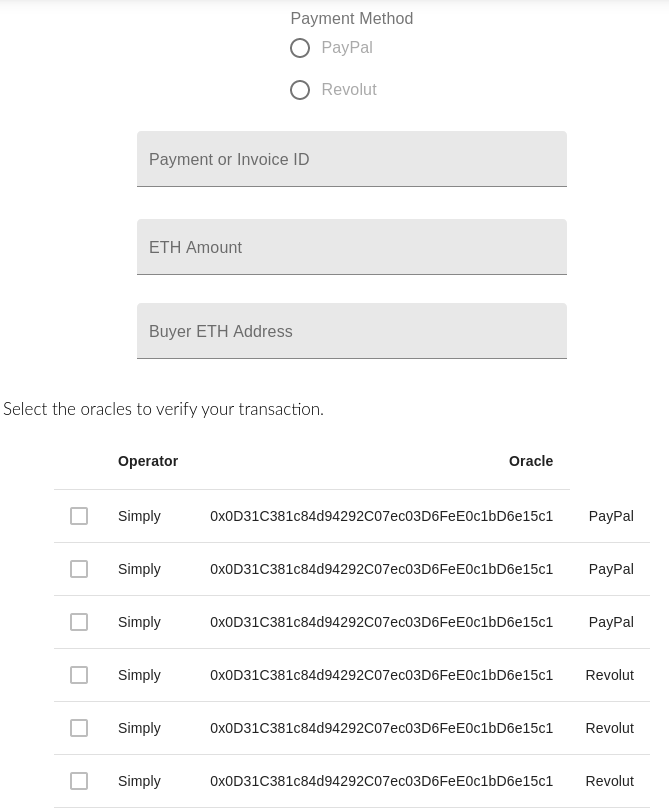 Payment Method
PayPal
Revolut
Payment or Invoice ID
ETH Amount
Buyer ETH Address
Select the oracles to verify your transaction.
Operator Oracle
Simply 0x0D31C381c84d94292C07ec03D6FeE0c1bD6e15c1 PayPal
Simply 0x0D31C381c84d94292C07ec03D6FeE0c1bD6e15c1 PayPal
Simply 0x0D31C381c84d94292C07ec03D6FeE0c1bD6e15c1 PayPal
Simply 0x0D31C381c84d94292C07ec03D6FeE0c1bD6e15c1 Revolut
Simply 0x0D31C381c84d94292C07ec03D6FeE0c1bD6e15c1 Revolut
Simply 0x0D31C381c84d94292C07ec03D6FeE0c1bD6e15c1 Revolut